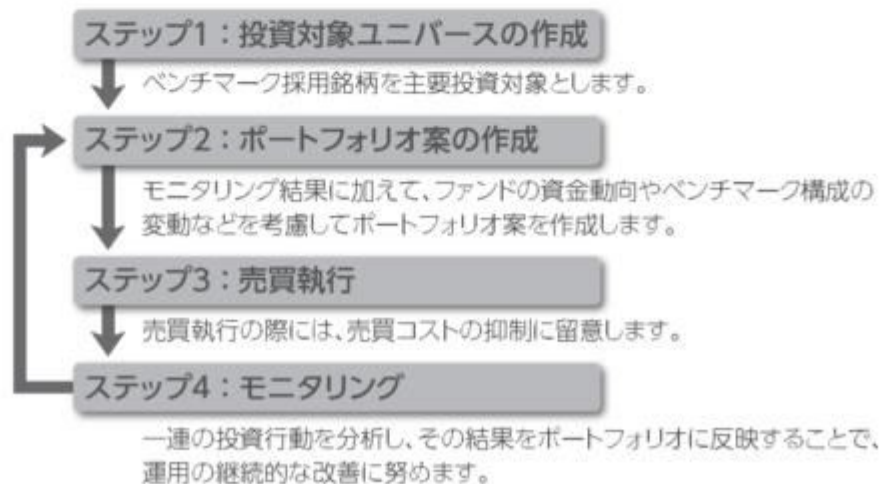 ステップ1：投資対象ユニバースの作成
ベンチマーク採用銘柄を主要投資対象とします。
ステップ2：ポートフォリオ案の作成
モニタリング結果に加えて、ファンドの資金動向やベンチマーク構成の
変動などを考慮してポートフォリオ案を作成します。
ステップ3：売買執行
売買執行の際には、売買コストの抑制に留意します。
ステップ4：モニタリング
一連の投資行動を分析し、その結果をポートフォリオに反映することで、
運用の継続的な改善に努めます。